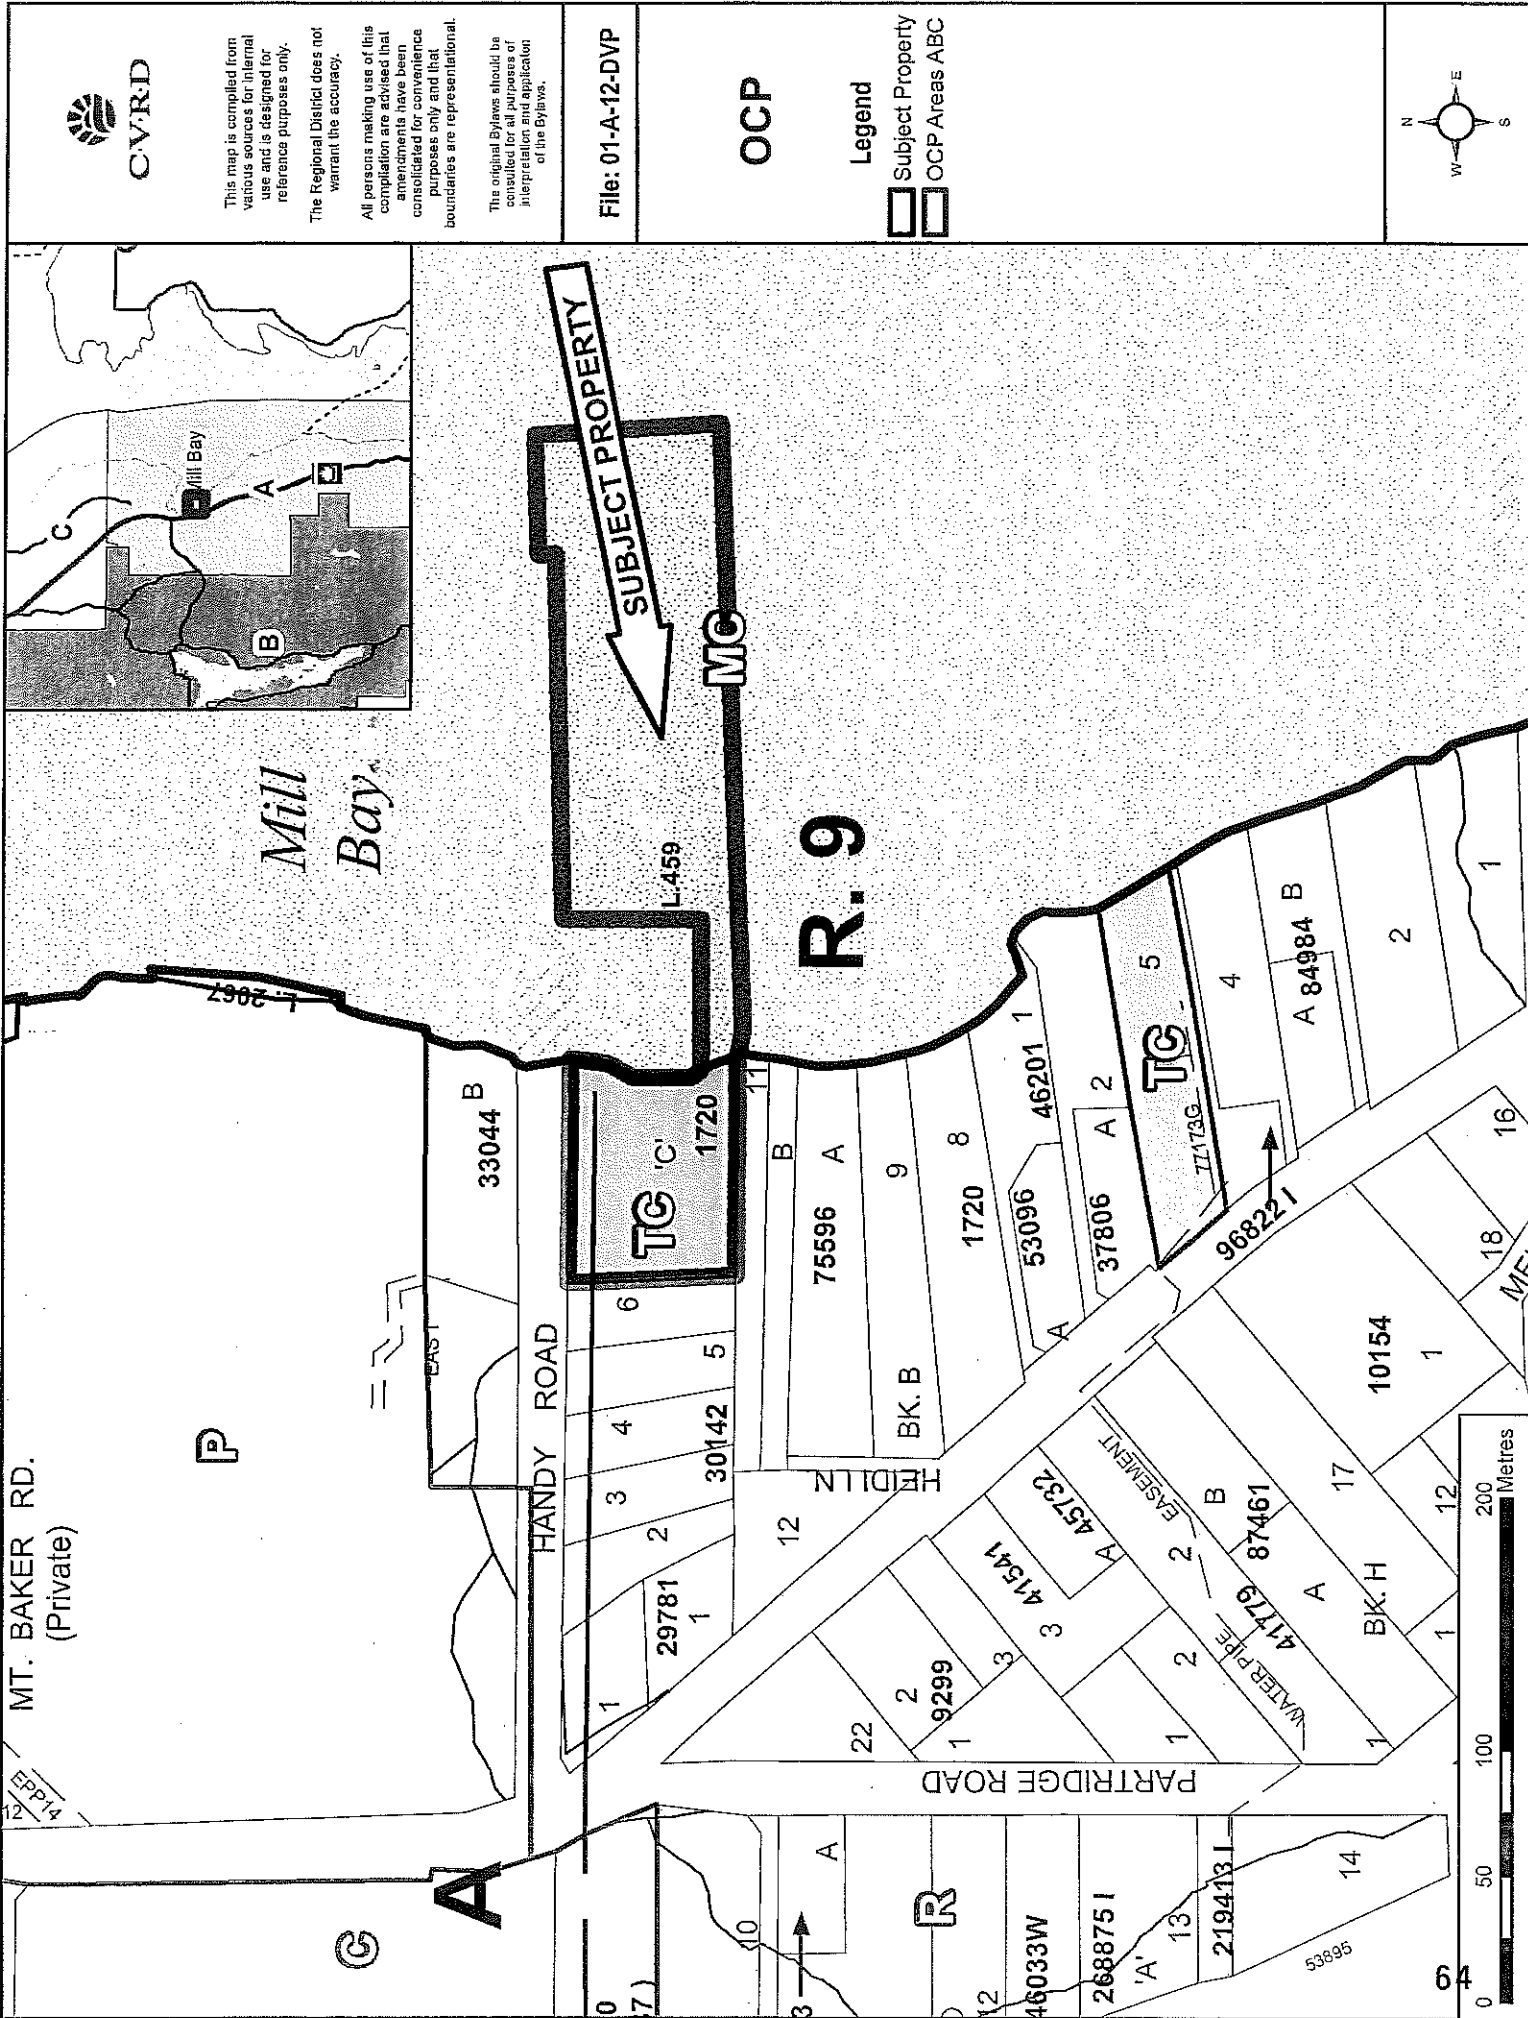 C·V·R·D
This map is compiled from
various sources for internal
use and is designed for
reference purposes only.
The Regional District does not
warrant the accuracy.
All persons making use of this
compilation are advised that
amendments have been
consolidated for convenience
purposes only and that
boundaries are representational.
The original Bylaws should be
consulted for all purposes of
interpretation and application
of the Bylaws.
File: 01-A-12-DVP
OCP
Legend
Subject Property
OCP Areas ABC
N
W
E
S
C
Mill Bay
A
B
Mill
Bay
SUBJECT PROPERTY
MC
L.459
R. 9
L. 2067
MT. BAKER RD.
(Private)
EPP14
12
P
C
A
EAST
B
33044
HANDY ROAD
TC
'C'
1720
6
5
4
3
2
30142
29781
1
1
12
11
B
75596
A
9
8
1720
BK. B
HEIDI LN.
1
46201
53096
A
2
A
37806
5
TC
77173G
4
B
A
84984
2
1
96822 I
16
18
10154
1
17
12
BK. H
1
EASEMENT
WATER PIPE
45732
A
41541
3
3
2
9299
1
22
2
B
87461
A
41779
2
1
1
PARTRIDGE ROAD
10
A
3
R
12
46033W
268875 I
'A'
13
219413 I
14
53895
0
7 )
64
0
50
100
200
Metres